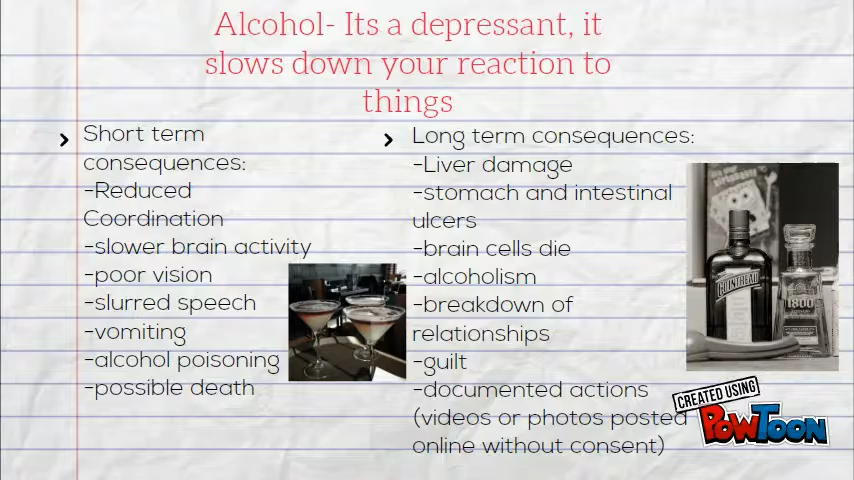 Alcohol- Its a depressant, it
slows down your reaction to
things
Short term
consequences:
-Reduced
Coordination
-slower brain activity
-poor vision
-slurred speech
-vomiting
-alcohol poisoning
-possible death
Long term consequences:
-Liver damage
-stomach and intestinal
ulcers
-brain cells die
-alcoholism
-breakdown of
relationships
-guilt
-documented actions
(videos or photos posted
online without consent)
COINTREAU
1800
CREATED USING
POWTOON